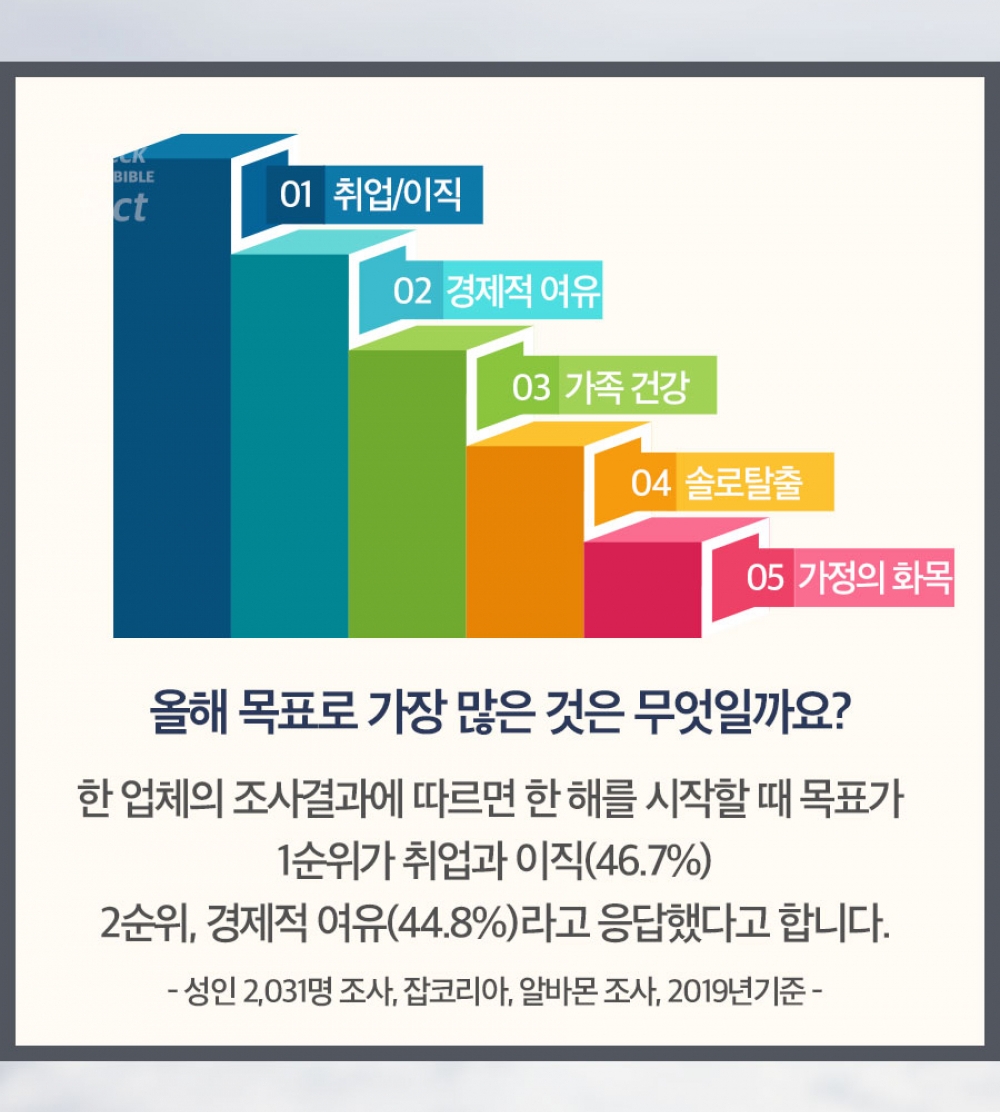 BIBLE
ct
01 취업/이직
02 경제적 여유
03 가족 건강
04 솔로탈출
05 가정의 화목
올해 목표로 가장 많은 것은 무엇일까요?
한 업체의 조사결과에 따르면 한 해를 시작할 때 목표가
1순위가 취업과 이직(46.7%)
2순위, 경제적 여유(44.8%)라고 응답했다고 합니다.
- 성인 2,031명 조사, 잡코리아, 알바몬 조사, 2019년기준 -